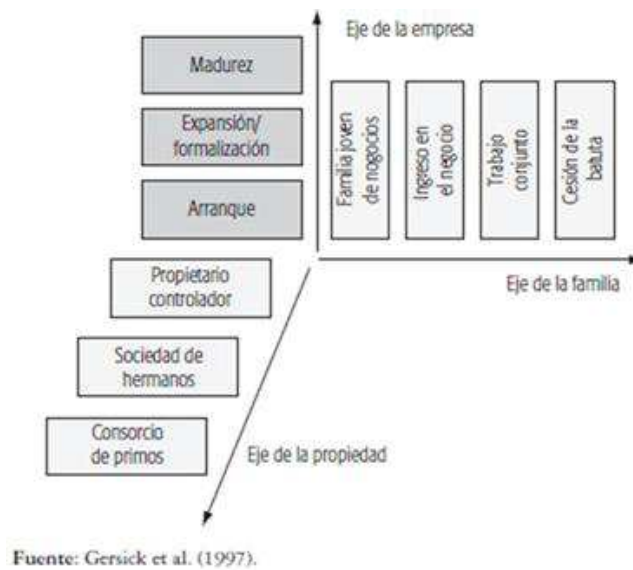 Eje de la empresa
Madurez
Expansión/
formalización
Arranque
Familia joven
de nogocios
Ingreso en
el negocio
Trabajo
conjunto
Cesión de la
batuta
Eje de la familia
Propietario
controlador
Sociedad de
hermanos
Consorcio
de primos
Eje de la propiedad
Fuente: Gersick et al. (1997).